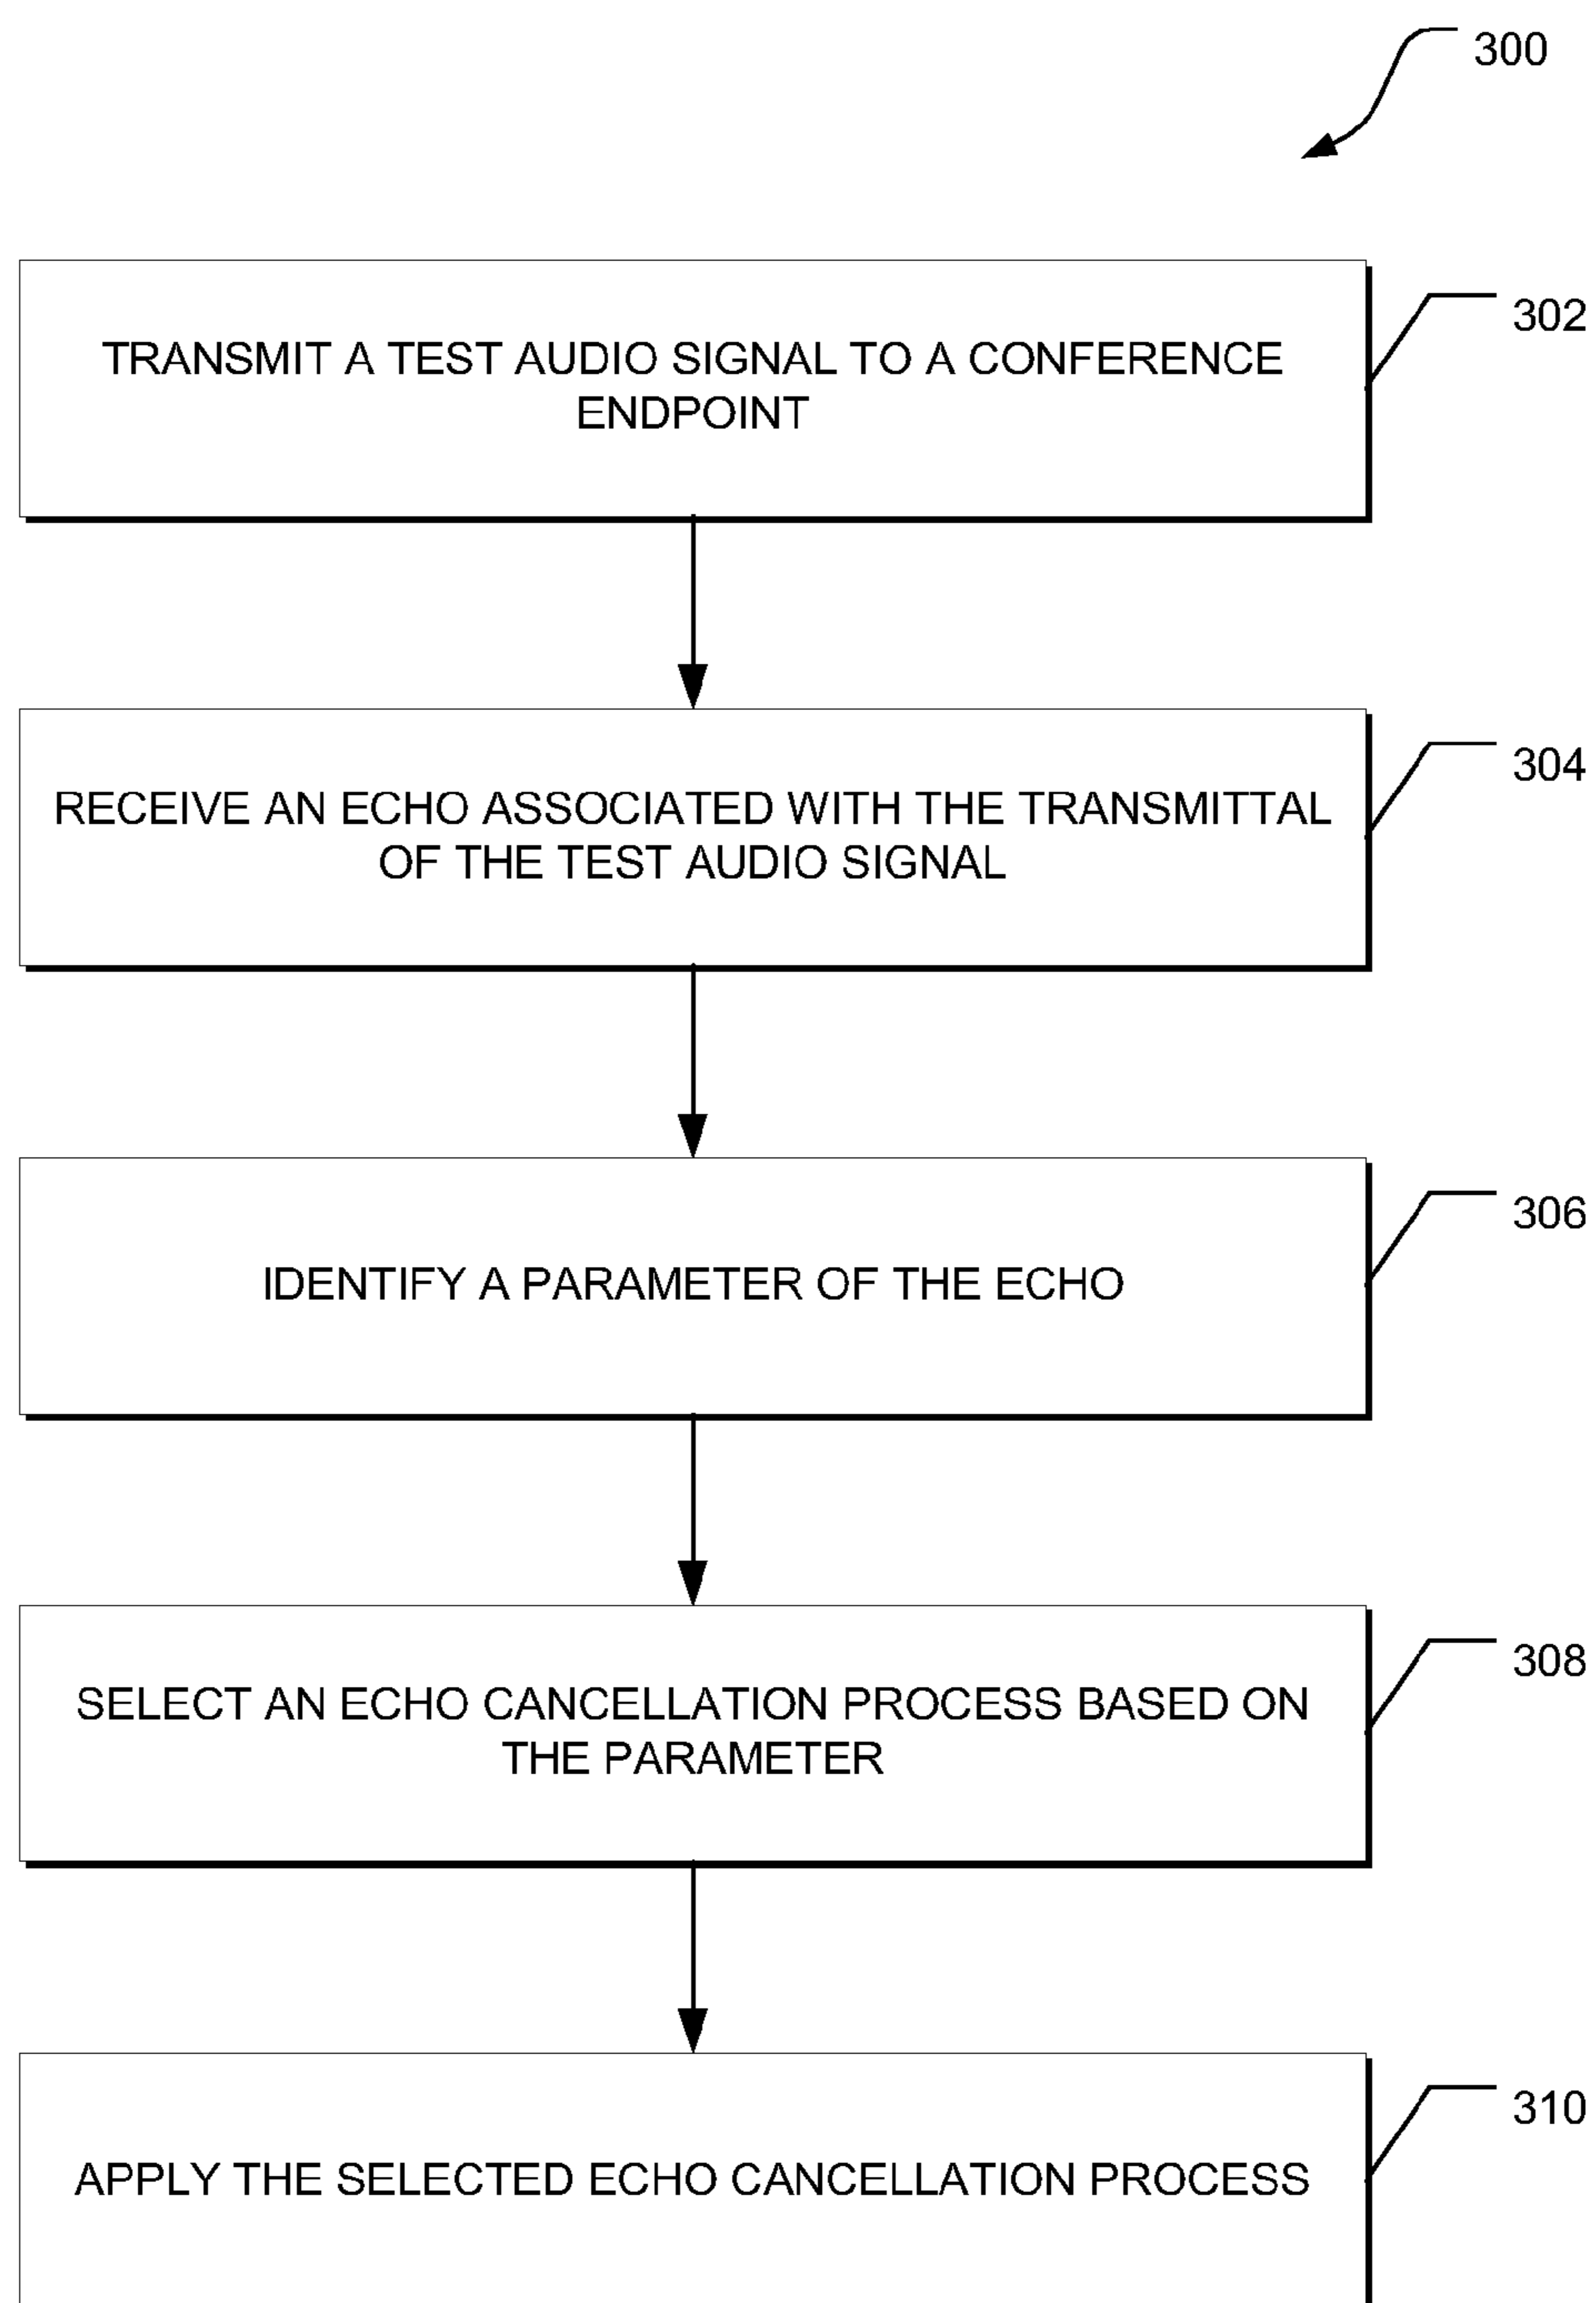 300
302
TRANSMIT A TEST AUDIO SIGNAL TO A CONFERENCE
ENDPOINT
304
RECEIVE AN ECHO ASSOCIATED WITH THE TRANSMITTAL
OF THE TEST AUDIO SIGNAL
306
IDENTIFY A PARAMETER OF THE ECHO
308
SELECT AN ECHO CANCELLATION PROCESS BASED ON
THE PARAMETER
310
APPLY THE SELECTED ECHO CANCELLATION PROCESS